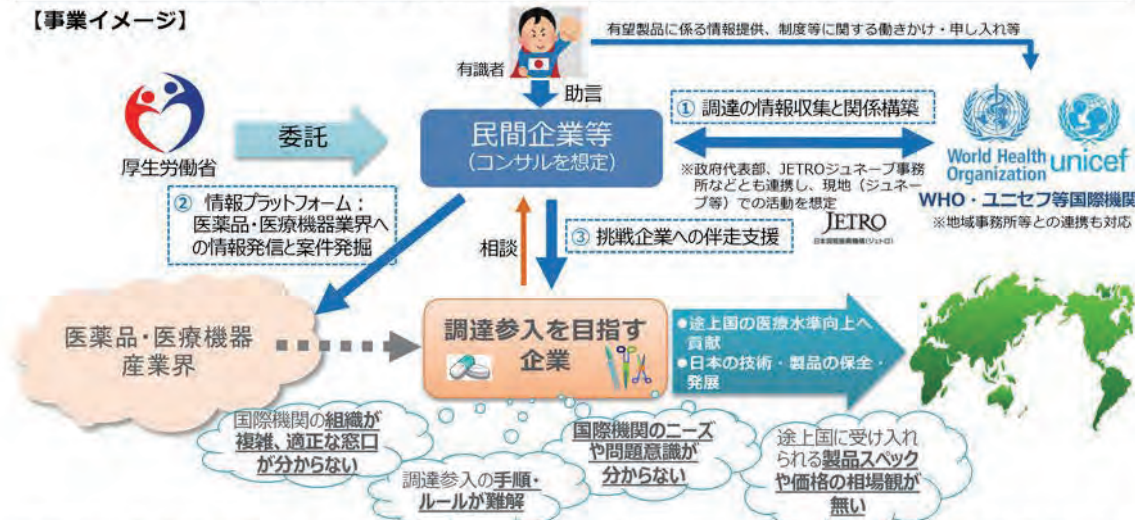 【事業イメージ】
有望製品に係る情報提供、制度等に関する働きかけ・申し入れ等
有識者
助言
① 調達の情報収集と関係構築
厚生労働省
委託
民間企業等
（コンサルを想定）
※政府代表部、JETROジュネーブ事務
所などとも連携し、現地（ジュネー
ブ等）での活動を想定
JETRO
日本貿易振興機構（ジェトロ）
World Health
Organization
unicef
WHO・ユニセフ等国際機関
※地域事務所等との連携も対応
② 情報プラットフォーム：
医薬品・医療機器業界へ
の情報発信と案件発掘
相談
③ 挑戦企業への伴走支援
医薬品・医療機器
産業界
調達参入を目指す
企業
●途上国の医療水準向上へ
貢献
●日本の技術・製品の保全・
発展
国際機関の組織が
複雑、適正な窓口
が分からない
調達参入の手順・
ルールが難解
国際機関のニーズ
や問題意識が
分からない
途上国に受け入れ
られる製品スペック
や価格の相場観が
無い